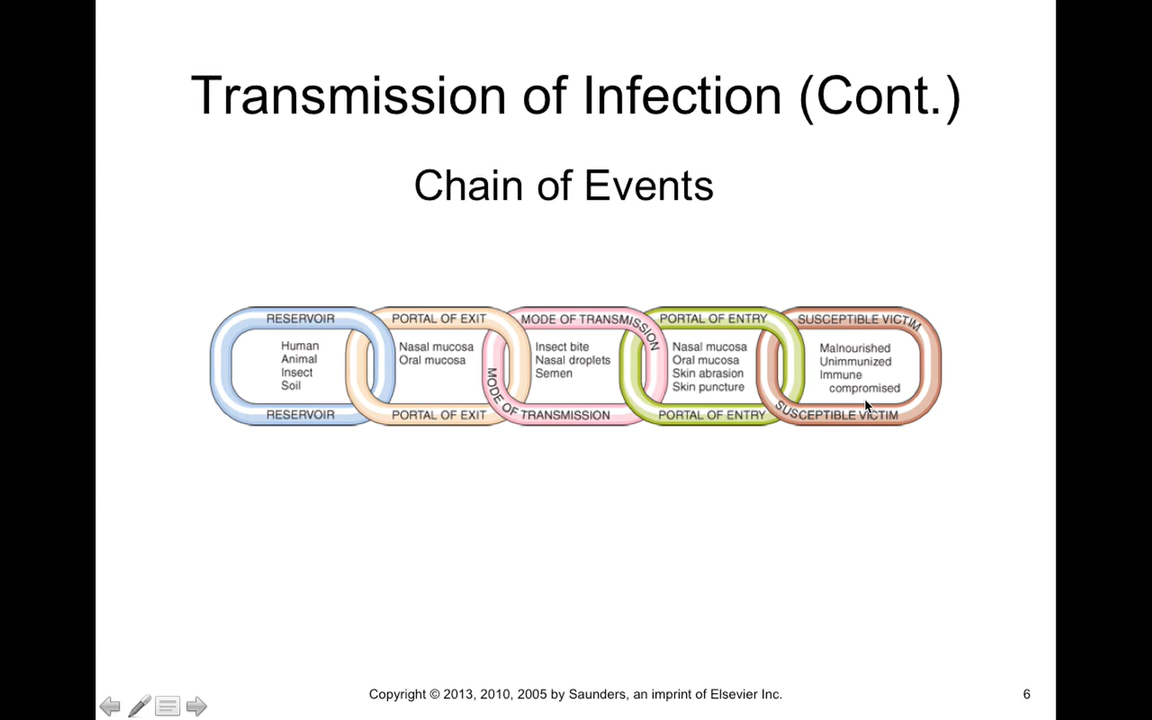 Transmission of Infection (Cont.)
Chain of Events
RESERVOIR
Human
Animal
Insect
Soil
RESERVOIR
PORTAL OF EXIT
Nasal mucosa
Oral mucosa
PORTAL OF EXIT
MODE OF TRANSMISSION
Insect bite
Nasal droplets
Semen
MODE OF TRANSMISSION
PORTAL OF ENTRY
Nasal mucosa
Oral mucosa
Skin abrasion
Skin puncture
PORTAL OF ENTRY
SUSCEPTIBLE VICTIM
Malnourished
Unimmunized
Immune
compromised
SUSCEPTIBLE VICTIM
Copyright © 2013, 2010, 2005 by Saunders, an imprint of Elsevier Inc.
6